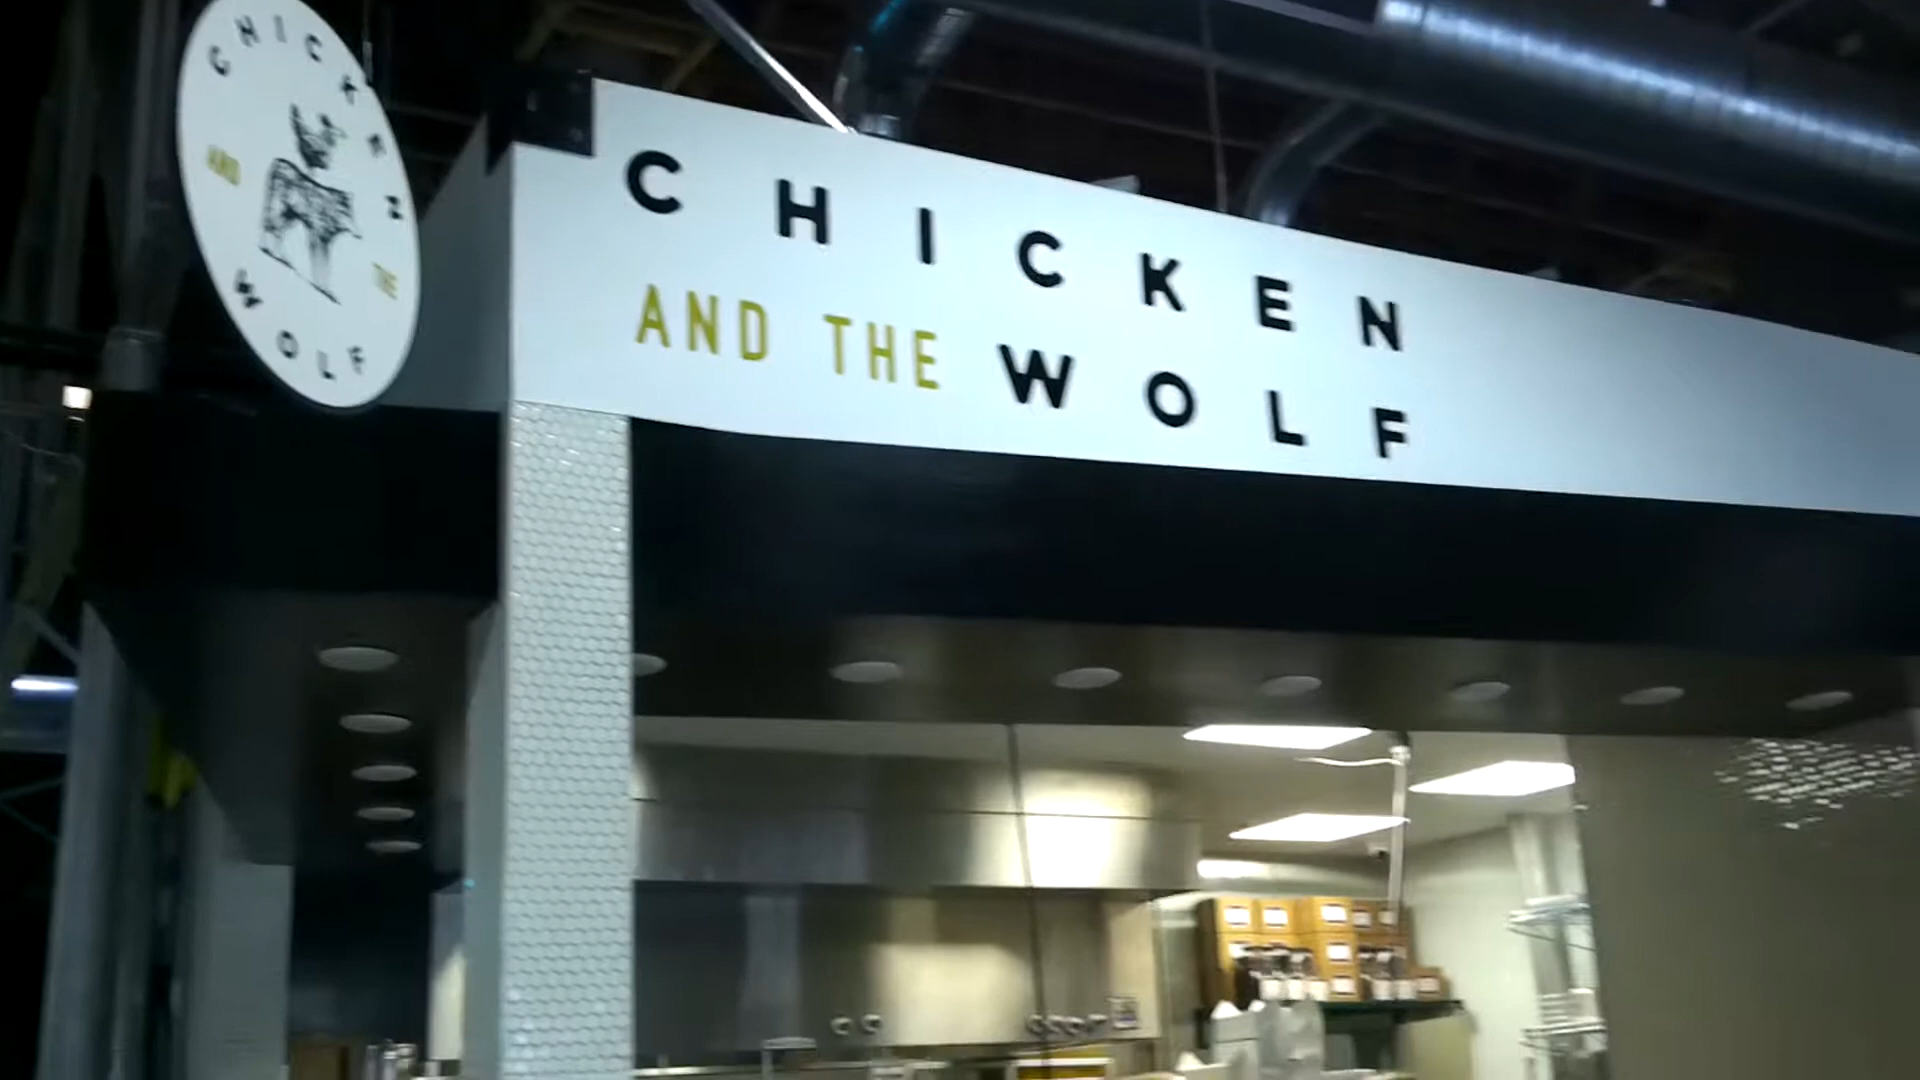 CHICKEN
AND THE
WOLF
CHICKEN
AND THE WOLF